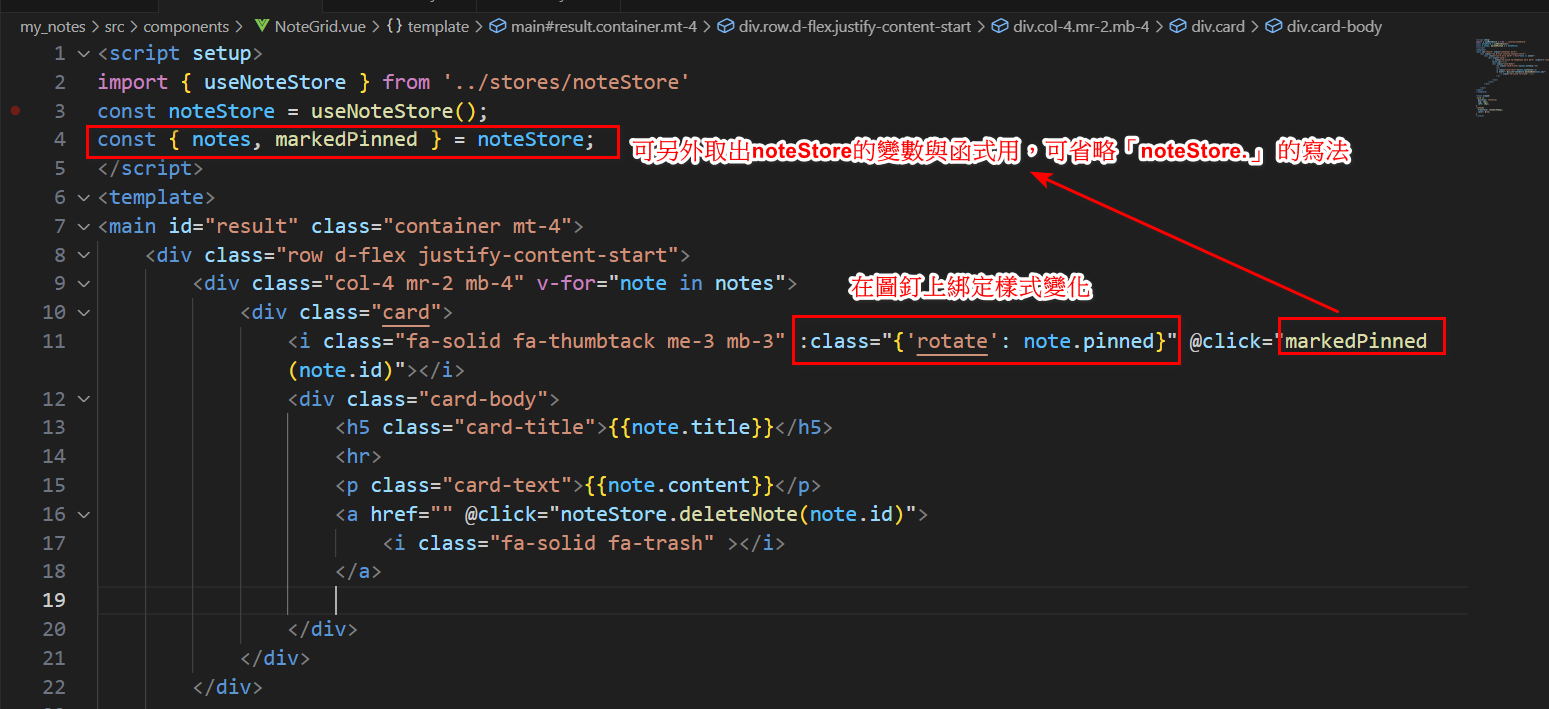 my_notes > src > components > NoteGrid.vue > {} template > main#result.container.mt-4 > div.row.d-flex.justify-content-start > div.col-4.mr-2.mb-4 > div.card > div.card-body
1 <script setup>
2 import { useNoteStore } from '../stores/noteStore'
3 const noteStore = useNoteStore();
4 const { notes, markedPinned } = noteStore;
可另外取出noteStore的變數與函式用，可省略「noteStore.」的寫法
5 </script>
6 <template>
7 <main id="result" class="container mt-4">
8 <div class="row d-flex justify-content-start">
9 <div class="col-4 mr-2 mb-4" v-for="note in notes">
在圖釘上綁定樣式變化
10 <div class="card">
11 <i class="fa-solid fa-thumbtack me-3 mb-3" :class="{'rotate': note.pinned}" @click="markedPinned
(note.id)"></i>
12 <div class="card-body">
13 <h5 class="card-title">{{note.title}}</h5>
14 <hr>
15 <p class="card-text">{{note.content}}</p>
16 <a href="" @click="noteStore.deleteNote(note.id)">
17 <i class="fa-solid fa-trash" ></i>
18 </a>
19
20 </div>
21 </div>
22 </div>